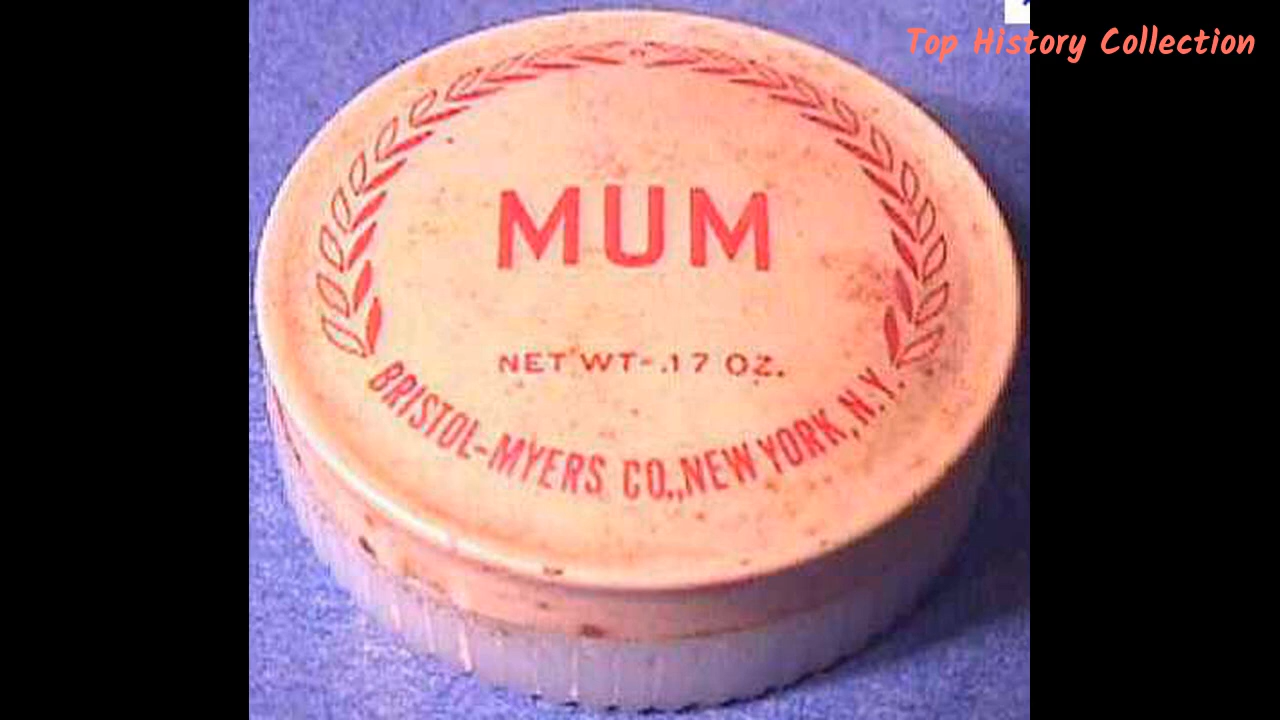 Top History Collection
MUM
NET WT-.17 OZ.
BRISTOL-MYERS CO.,NEW YORK, N.Y.